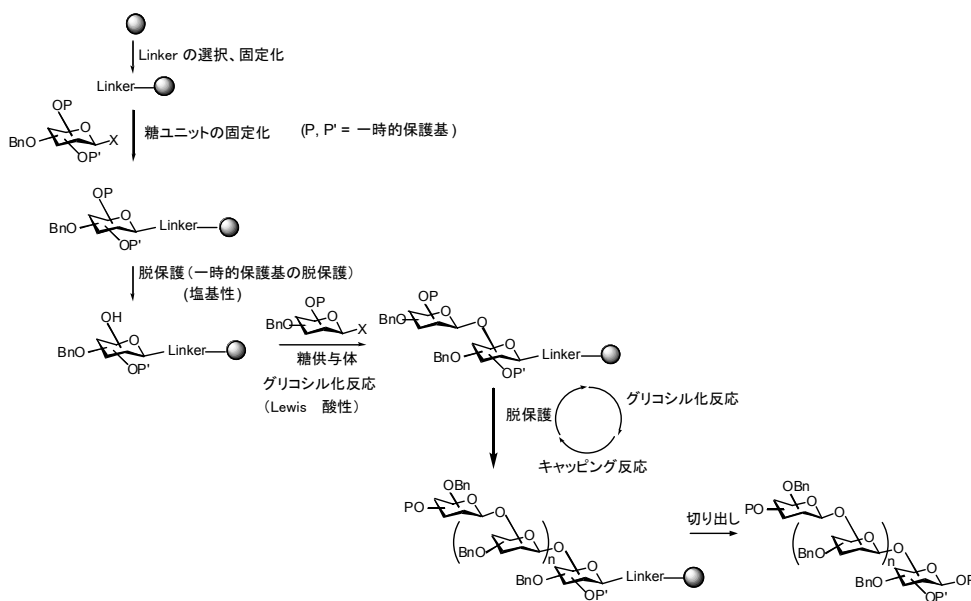 Linker の選択、固定化
Linker
OP
BnO
O
X
OP'
糖ユニットの固定化
(P, P' = 一時的保護基)
OP
O
BnO
Linker
OP'
脱保護(一時的保護基の脱保護)
(塩基性)
OH
O
BnO
Linker
OP'
OP
BnO
O
X
糖供与体
グリコシル化反応
(Lewis 酸性)
OP
O
BnO
O
O
BnO
Linker
OP'
脱保護
グリコシル化反応
キャッピング反応
OBn
O
PO
O
O
BnO
O
n
O
BnO
Linker
OP'
切り出し
OBn
O
PO
O
O
BnO
O
n
O
BnO
OP'